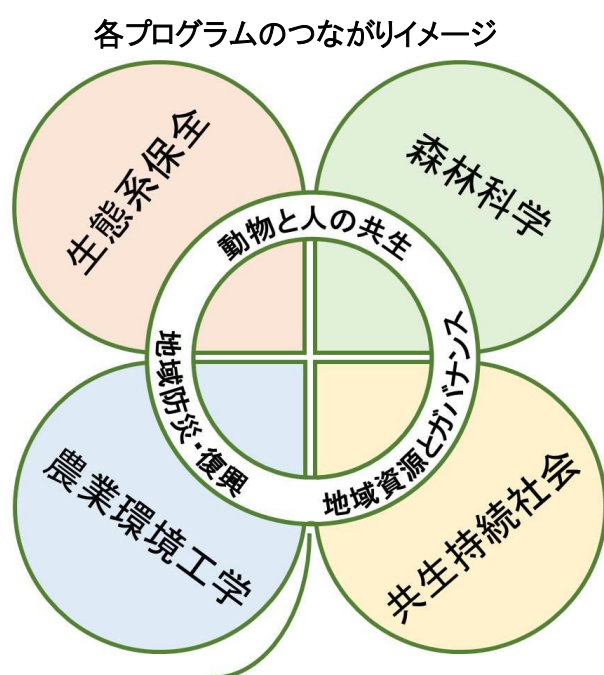 各プログラムのつながりイメージ
生態系保全
森林科学
動物と人の共生
地域防災・復興
地域資源とガバナンス
農業環境工学
共生持続社会